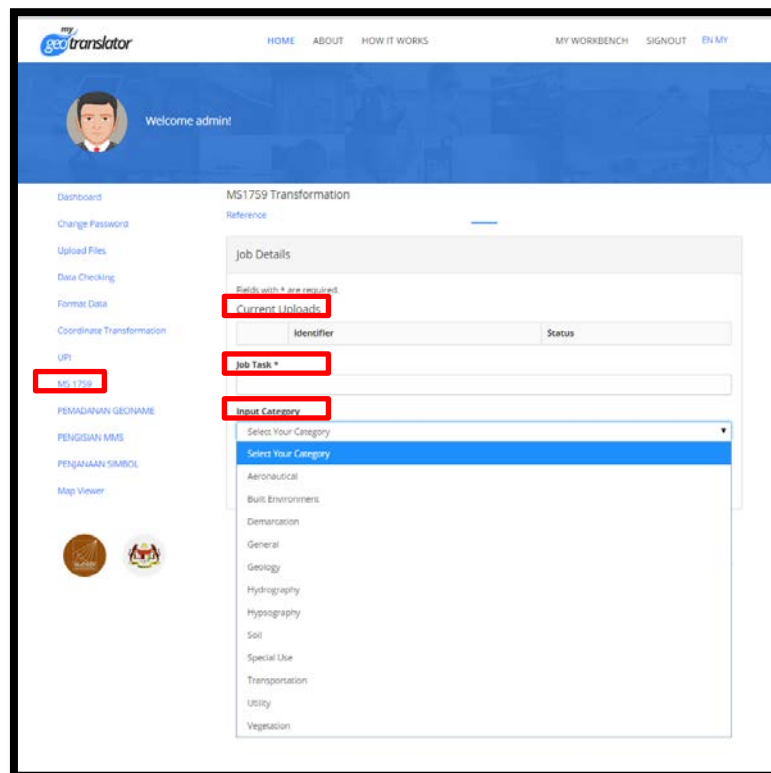 my
geotranslator
HOME ABOUT HOW IT WORKS MY WORKBENCH SIGNOUT EN MY
Welcome admin!
Dashboard
Change Password
Upload Files
Data Checking
Format Data
Coordinate Transformation
UPI
MS 1759
PEMADANAN GEONAME
PENGISIAN MMS
PENJANAAN SIMBOL
Map Viewer
MS1759 Transformation
Reference
Job Details
Fields with * are required.
Current Uploads
Identifier Status
Job Task *
Input Category
Select Your Category
Select Your Category
Aeronautical
Built Environment
Demarcation
General
Geology
Hydrography
Hypsography
Soil
Special Use
Transportation
Utility
Vegetation